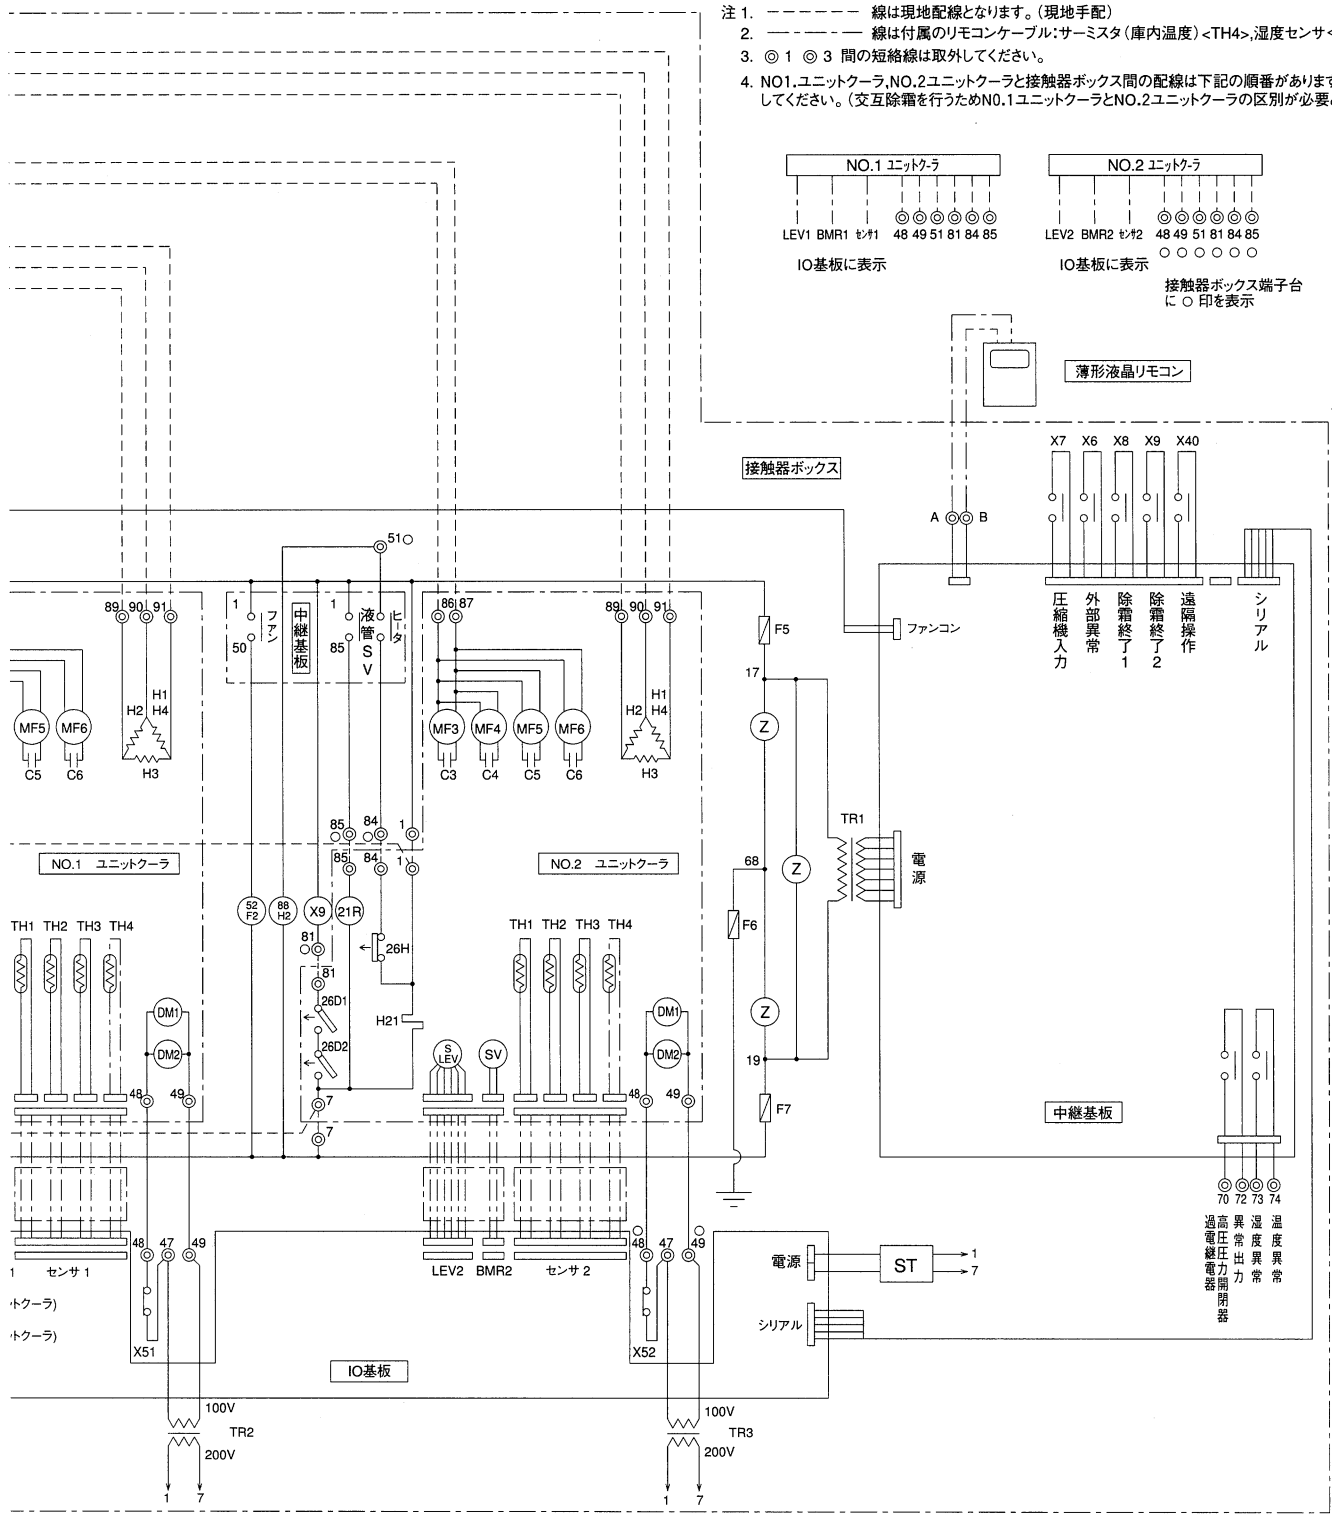 注 1. 線は現地配線となります。(現地手配)
2. 線は付属のリモコンケーブル:サーミスタ(庫内温度)<TH4>,湿度センサ<
3. ◎ 1 ◎ 3 間の短絡線は取外してください。
4. NO1.ユニットクーラ,NO.2ユニットクーラと接触器ボックス間の配線は下記の順番があります
してください。(交互除霜を行うためN0.1ユニットクーラとNO.2ユニットクーラの区別が必要
NO.1 ユニットクーラ
LEV1 BMR1 センサ1 48 49 51 81 84 85
IO基板に表示
NO.2 ユニットクーラ
LEV2 BMR2 センサ2 48 49 51 81 84 85
IO基板に表示
接触器ボックス端子台
に ○ 印を表示
薄形液晶リモコン
接触器ボックス
X7 X6 X8 X9 X40
A B
圧縮機入力
外部異常
除霜終了1
除霜終了2
遠隔操作
シリアル
ファンコン
51
89 90 91
1
50
ファン
中継基板
1
85
液管SV
ヒータ
86 87
89 90 91
F5
17
MF5 MF6
C5 C6
H2
H1
H4
H3
MF3 MF4 MF5 MF6
C3 C4 C5 C6
H2
H1
H4
H3
Z
85 84 1
85 84 1
NO.1 ユニットクーラ
NO.2 ユニットクーラ
68
Z
TR1
電源
52
F2
88
H2
X9
21R
F6
TH1 TH2 TH3 TH4
81
81
26H
TH1 TH2 TH3 TH4
26D1
26D2
H21
DM1
DM2
S
LEV
SV
DM1
DM2
Z
19
F7
48 49
7
7
48 49
中継基板
70 72 73 74
過電継電器
高圧圧力開閉器
異常出力
湿度異常
温度異常
1 センサ 1
48 47 49
LEV2 BMR2 センサ 2
48 47 49
電源
ST
1
7
シリアル
ットクーラ)
ットクーラ)
X51
X52
IO基板
100V
TR2
200V
1 7
100V
TR3
200V
1 7